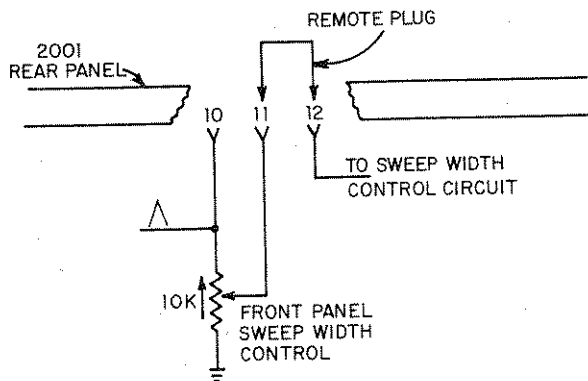 REMOTE PLUG
2001
REAR PANEL
10 11 12
TO SWEEP WIDTH
CONTROL CIRCUIT
10K
FRONT PANEL
SWEEP WIDTH
CONTROL